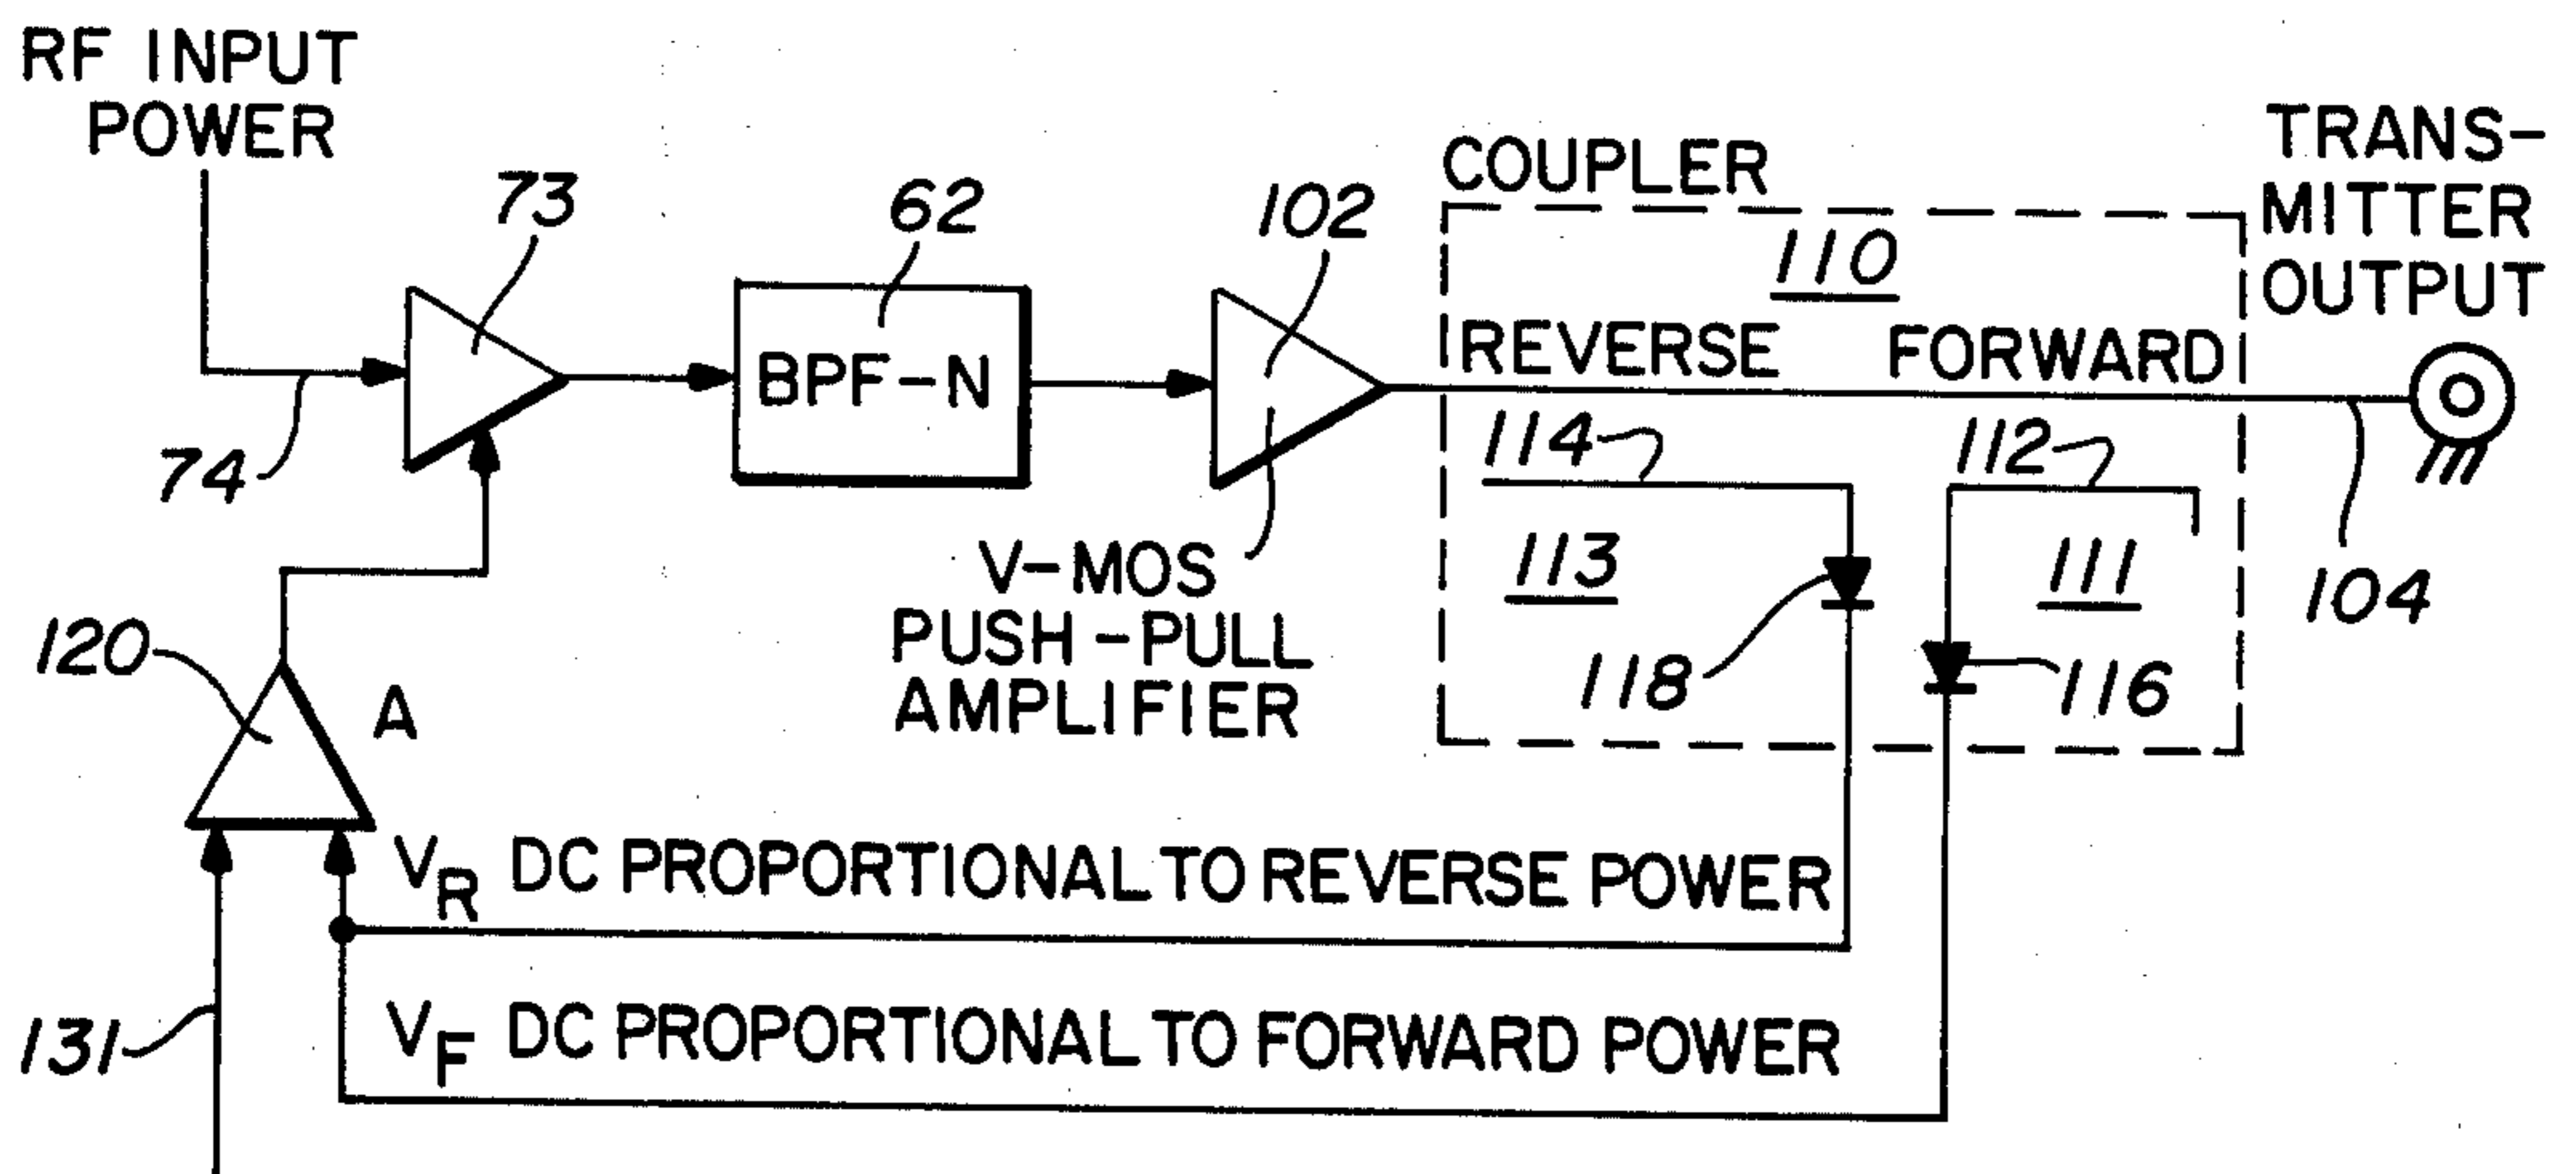 RF INPUT
POWER
73
74
62
BPF-N
102
V-MOS
PUSH-PULL
AMPLIFIER
COUPLER
110
REVERSE FORWARD
114
112
113
111
118
116
TRANS-
MITTER
OUTPUT
104
120
A
VR DC PROPORTIONAL TO REVERSE POWER
VF DC PROPORTIONAL TO FORWARD POWER
131